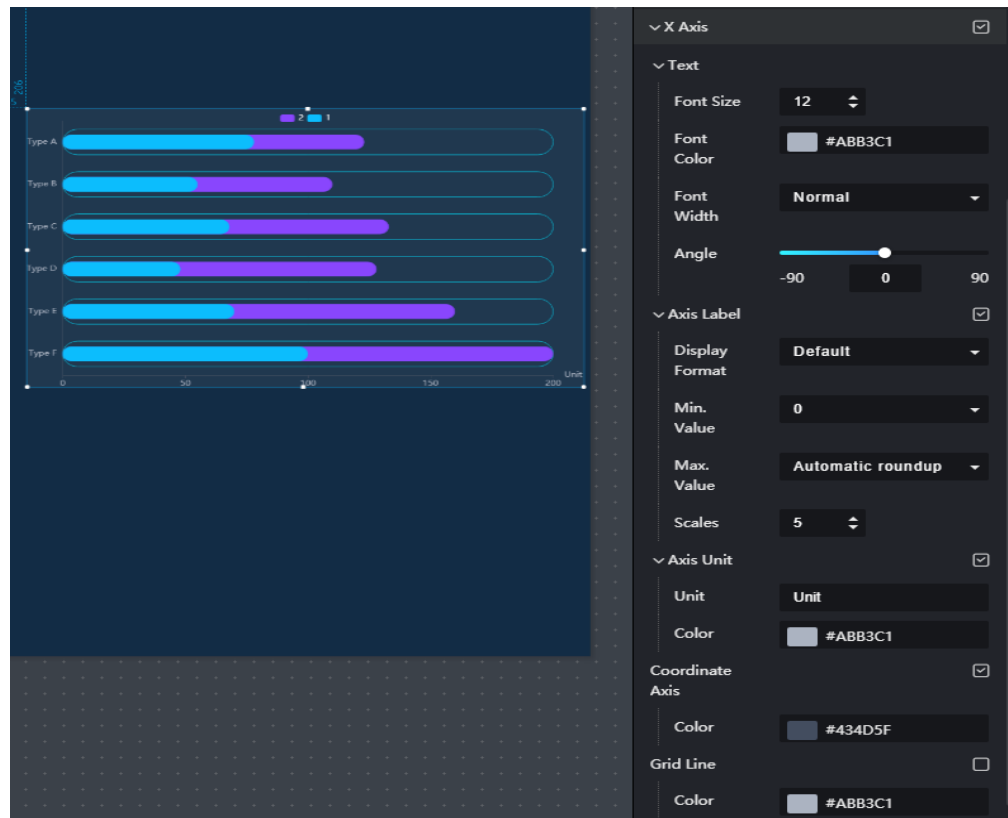 206
2 1
Type A
Type B
Type C
Type D
Type E
Type F
Unit
0 50 100 150 200
X Axis
Text
Font Size 12
Font
Color
#ABB3C1
Font
Width
Normal
Angle
-90 0 90
Axis Label
Display
Format
Default
Min.
Value
0
Max.
Value
Automatic roundup
Scales 5
Axis Unit
Unit Unit
Color #ABB3C1
Coordinate
Axis
Color #434D5F
Grid Line
Color #ABB3C1